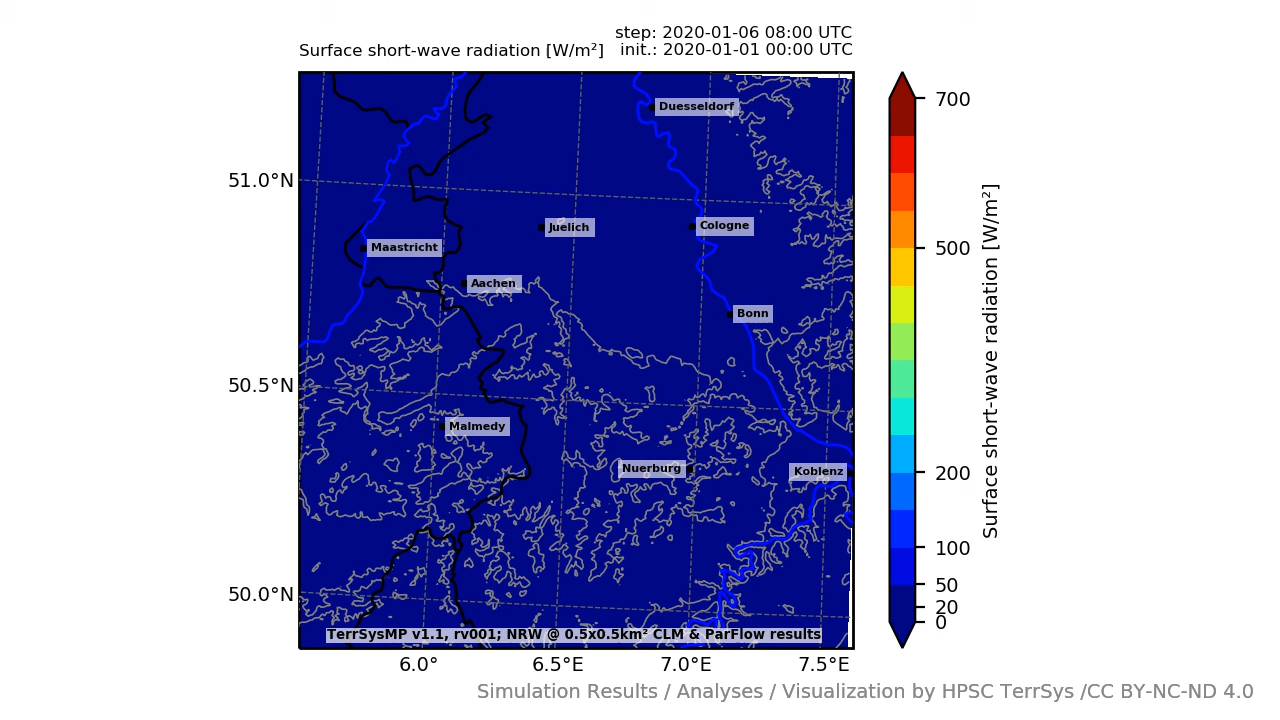 step: 2020-01-06 08:00 UTC
Surface short-wave radiation [W/m²] init.: 2020-01-01 00:00 UTC
700
Duesseldorf
51.0°N
Cologne
Juelich
Maastricht
500
Aachen
Bonn
Surface short-wave radiation [W/m²]
50.5°N
Malmedy
Nuerburg
Koblenz
200
100
50
50.0°N
20
0
TerrSysMP v1.1, rv001; NRW @ 0.5x0.5km² CLM & ParFlow results
6.0° 6.5°E 7.0°E 7.5°E
Simulation Results / Analyses / Visualization by HPSC TerrSys /CC BY-NC-ND 4.0